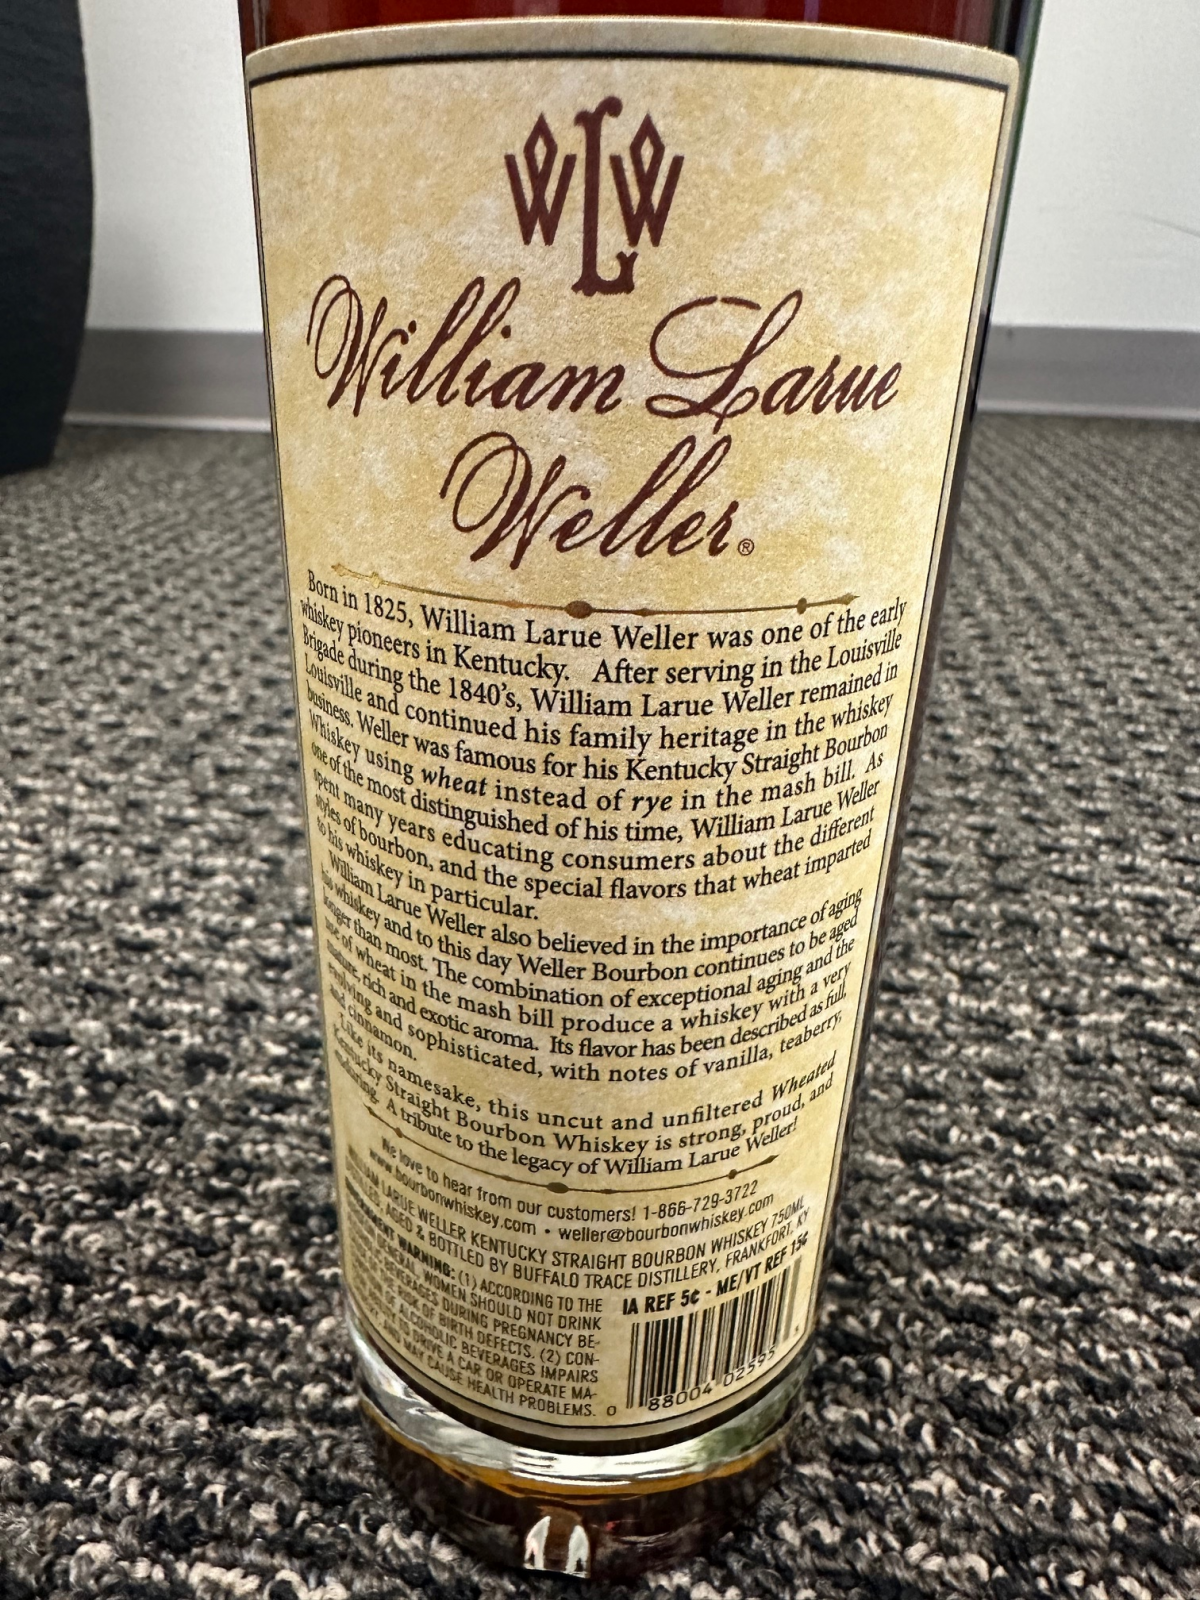 WLW
William Larue
Weller®
Born in 1825, William Larue Weller was one of the early
whiskey pioneers in Kentucky. After serving in the Louisville
Brigade during the 1840's, William Larue Weller remained in
Louisville and continued his family heritage in the whiskey
business. Weller was famous for his Kentucky Straight Bourbon
Whiskey using wheat instead of rye in the mash bill. As
one of the most distinguished of his time, William Larue Weller
spent many years educating consumers about the different
styles of bourbon, and the special flavors that wheat imparted
to his whiskey in particular.
William Larue Weller also believed in the importance of aging
his whiskey and to this day Weller Bourbon continues to be aged
longer than most. The combination of exceptional aging and the
use of wheat in the mash bill produce a whiskey with a very
mature, rich and exotic aroma. Its flavor has been described as full,
evolving and sophisticated, with notes of vanilla, teaberry,
and cinnamon.
Like its namesake, this uncut and unfiltered Wheated
Kentucky Straight Bourbon Whiskey is strong, proud, and
enduring. A tribute to the legacy of William Larue Weller!
We love to hear from our customers! 1-866-729-3722
www.bourbonwhiskey.com • weller@bourbonwhiskey.com
WILLIAM LARUE WELLER KENTUCKY STRAIGHT BOURBON WHISKEY 750ML
DISTILLED, AGED & BOTTLED BY BUFFALO TRACE DISTILLERY, FRANKFORT, KY
GOVERNMENT WARNING: (1) ACCORDING TO THE
GENERAL, WOMEN SHOULD NOT DRINK
BEVERAGES DURING PREGNANCY BE-
RISK OF BIRTH DEFECTS. (2) CON-
OF ALCOHOLIC BEVERAGES IMPAIRS
TO DRIVE A CAR OR OPERATE MA-
AND MAY CAUSE HEALTH PROBLEMS.
IA REF 5¢ - ME/VT REF 15¢
0 88004 02595